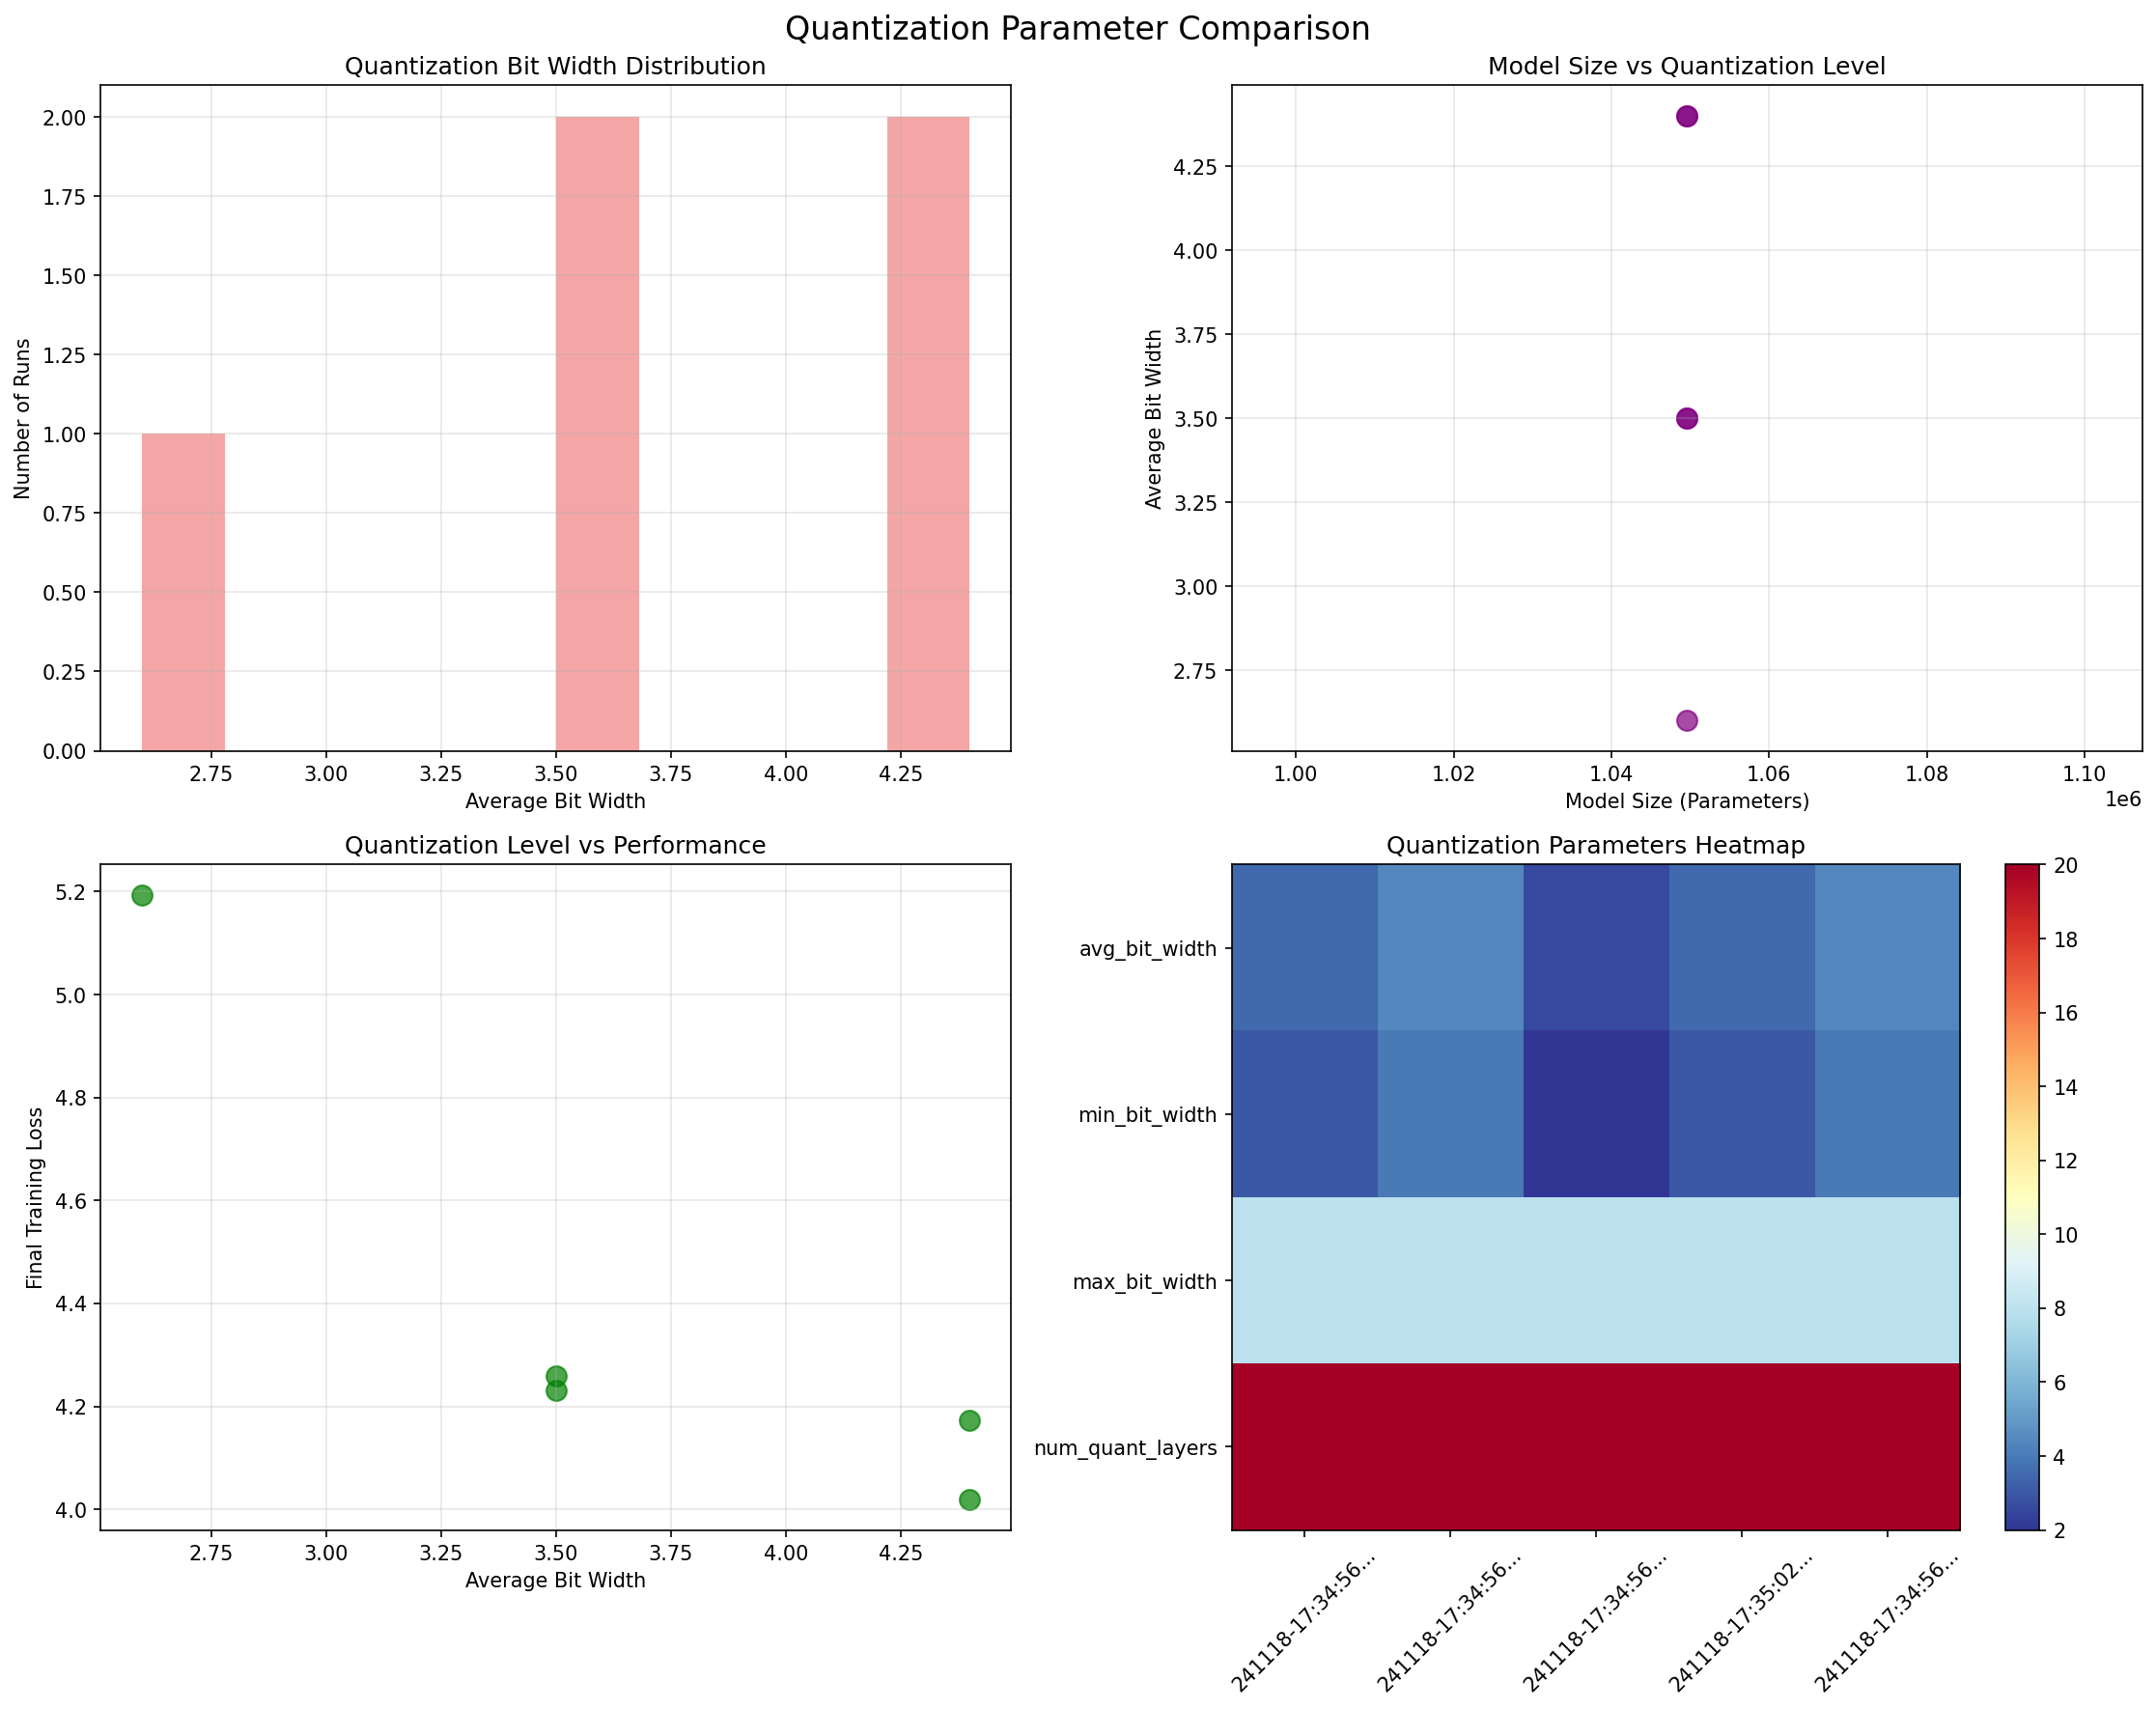 Quantization Parameter Comparison
Quantization Bit Width Distribution
Number of Runs
2.00
1.75
1.50
1.25
1.00
0.75
0.50
0.25
0.00
2.75 3.00 3.25 3.50 3.75 4.00 4.25
Average Bit Width
Model Size vs Quantization Level
Average Bit Width
4.25
4.00
3.75
3.50
3.25
3.00
2.75
1.00 1.02 1.04 1.06 1.08 1.10
1e6
Model Size (Parameters)
Quantization Level vs Performance
Final Training Loss
5.2
5.0
4.8
4.6
4.4
4.2
4.0
2.75 3.00 3.25 3.50 3.75 4.00 4.25
Average Bit Width
Quantization Parameters Heatmap
avg_bit_width
min_bit_width
max_bit_width
num_quant_layers
241118-17:34:56...
241118-17:34:56...
241118-17:34:56...
241118-17:35:02...
241118-17:34:56...
20
18
16
14
12
10
8
6
4
2